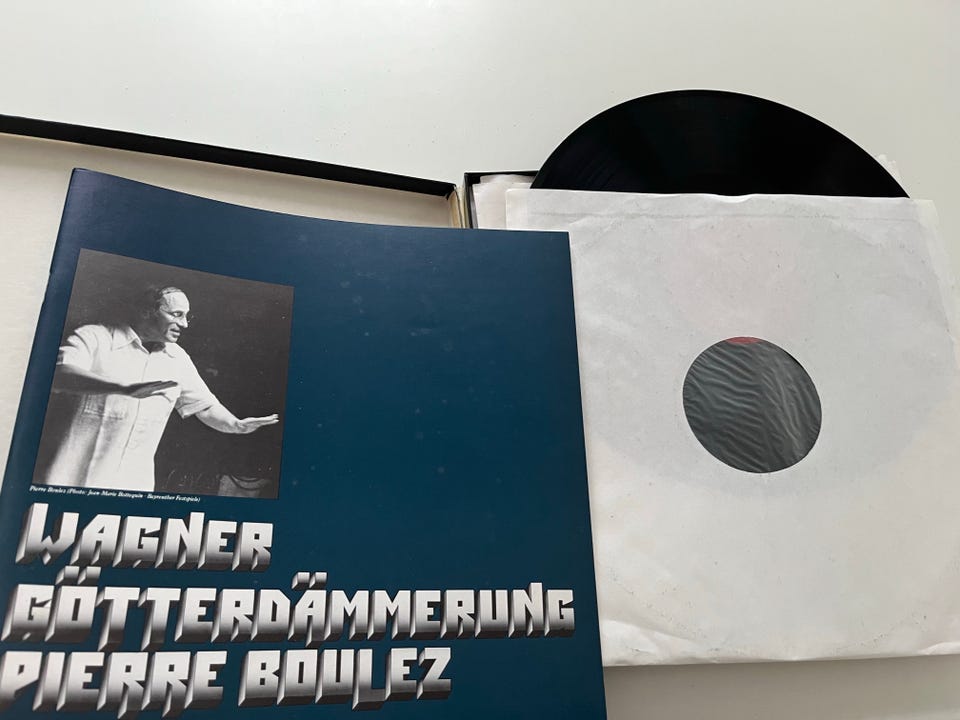 Pierre Boulez (Photo: Jean-Marie Bottequin · Bayreuther Festspiele)
WAGNER
GÖTTERDÄMMERUNG
PIERRE BOULEZ